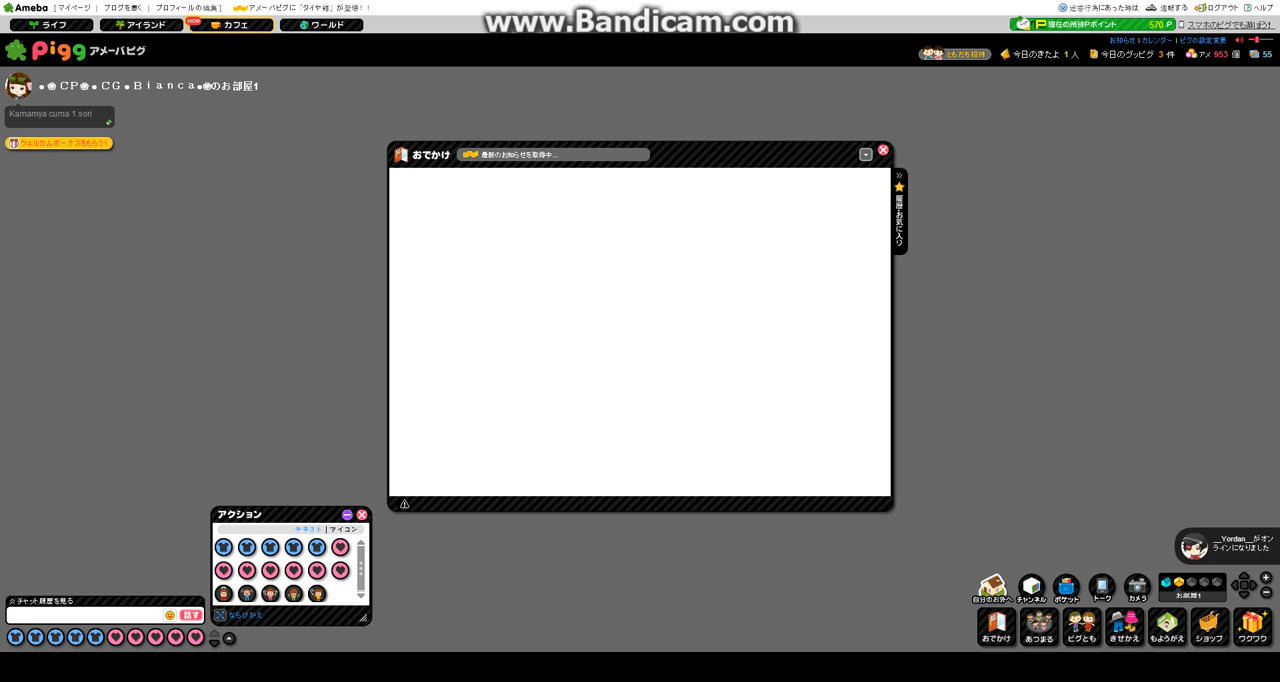 Ameba [ マイページ | ブログを書く | プロフィールの編集 ] アメーバピグに「タイヤ飼」が登場!!
www.Bandicam.com
迷惑行為にあった時は 通報する ログアウト ヘルプ
ライフ アイランド NEW カフェ ワールド
現在の所持Pポイント 570 P スマホのピグでも遊ぼう!
お知らせ | カレンダー | ピグの設定変更
Pigg アメーバピグ
ともだち招待 今日のきたよ 1 人 今日のグッピグ 3 件 アメ 953 個 55
●❀ＣＰ❀●ＣＧ●Ｂｉａｎｃａ●❀のお部屋1
Kamarnya cuma 1 sori
ウェルカムボーナスをもらう!
おでかけ 最新のお知らせを取得中...
履歴・お気に入り
アクション
テキスト | アイコン
ならびかえ
__Yordan__がオン
ラインになりました
チャット履歴を見る
話す
自分のお外へ チャンネル ポケット トーク カメラ お部屋1
おでかけ あつまる ピグとも きせかえ もようがえ ショップ ワクワク